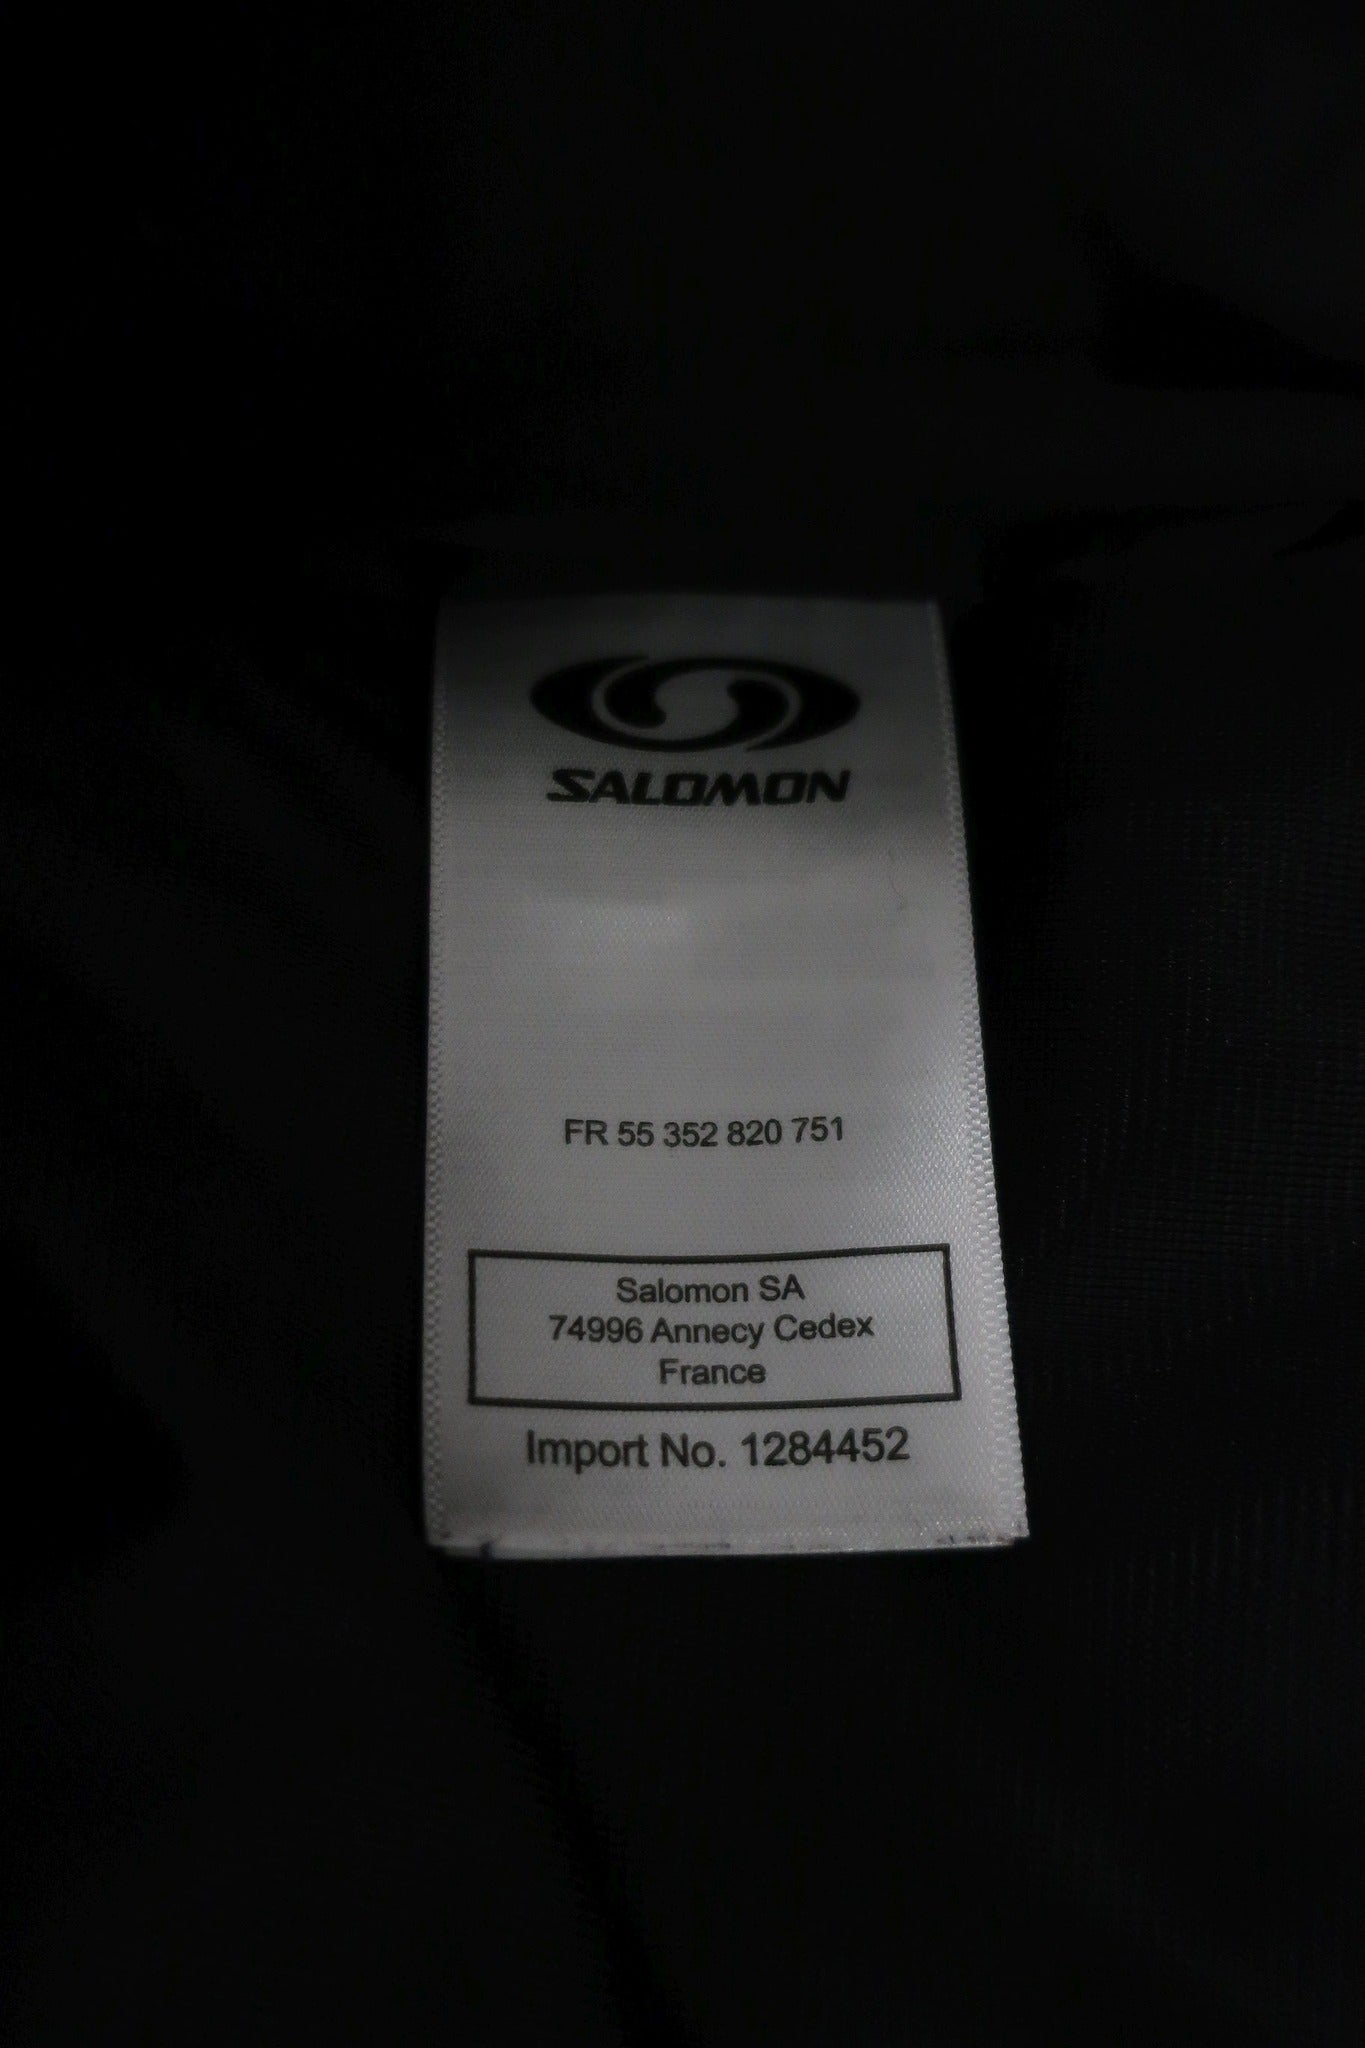 SALOMON
FR 55 352 820 751
Salomon SA
74996 Annecy Cedex
France
Import No. 1284452